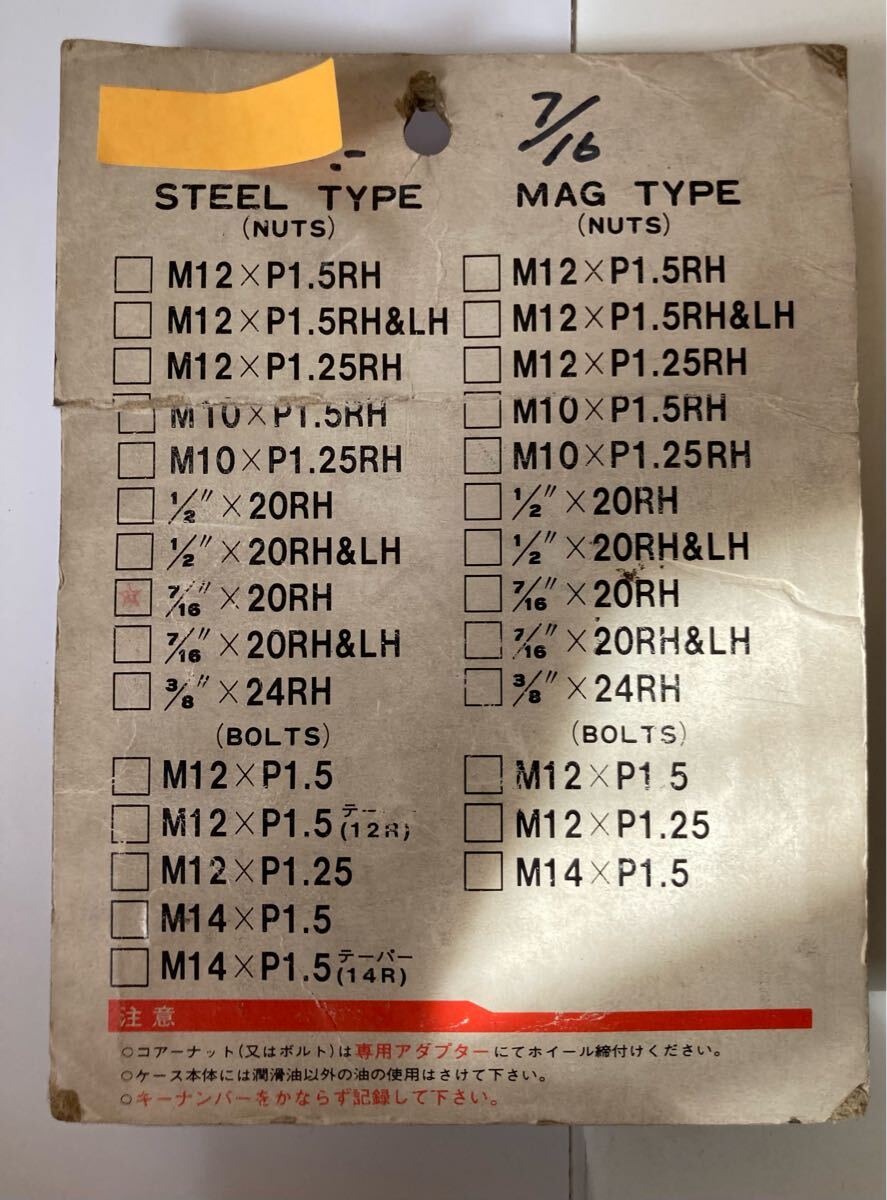 7/16
STEEL TYPE
(NUTS)
M12×P1.5RH
M12×P1.5RH&LH
M12×P1.25RH
M10×P1.5RH
M10×P1.25RH
1/2"×20RH
1/2"×20RH&LH
7/16"×20RH
7/16"×20RH&LH
3/8"×24RH
(BOLTS)
M12×P1.5
M12×P1.5(12R)
M12×P1.25
M14×P1.5
M14×P1.5テーパー(14R)
MAG TYPE
(NUTS)
M12×P1.5RH
M12×P1.5RH&LH
M12×P1.25RH
M10×P1.5RH
M10×P1.25RH
1/2"×20RH
1/2"×20RH&LH
7/16"×20RH
7/16"×20RH&LH
3/8"×24RH
(BOLTS)
M12×P1 5
M12×P1.25
M14×P1.5
注意
○コアーナット(又はボルト)は専用アダプターにてホイール締付けください。
○ケース本体には潤滑油以外の油の使用はさけて下さい。
○キーナンバーをかならず記録して下さい。